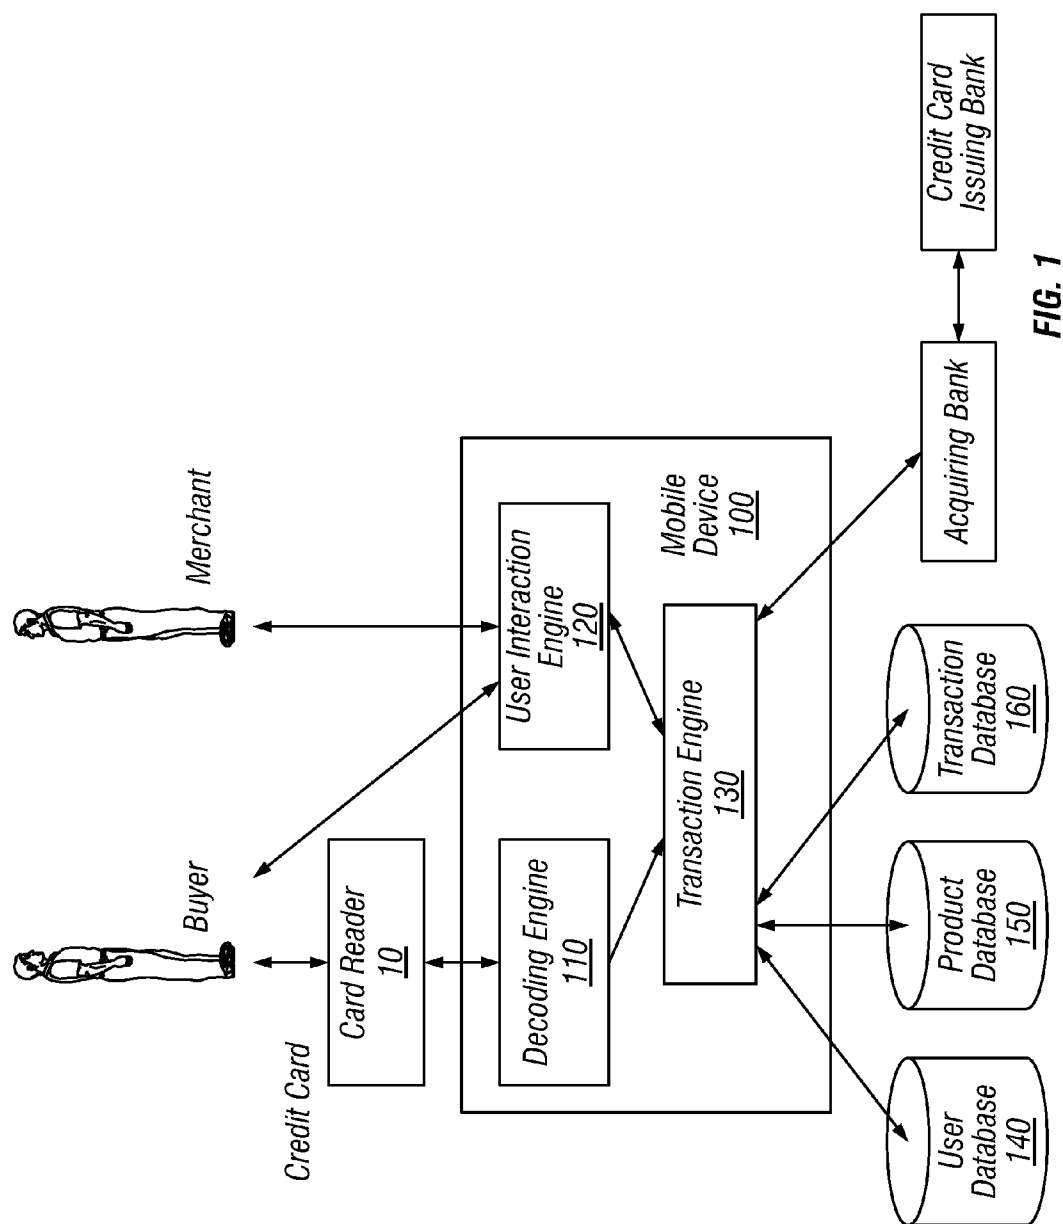 Buyer
Merchant
Credit Card
Card Reader
10
Decoding Engine
110
User Interaction
Engine
120
Mobile
Device
100
Transaction Engine
130
User
Database
140
Product
Database
150
Transaction
Database
160
Acquiring Bank
Credit Card
Issuing Bank
FIG. 1